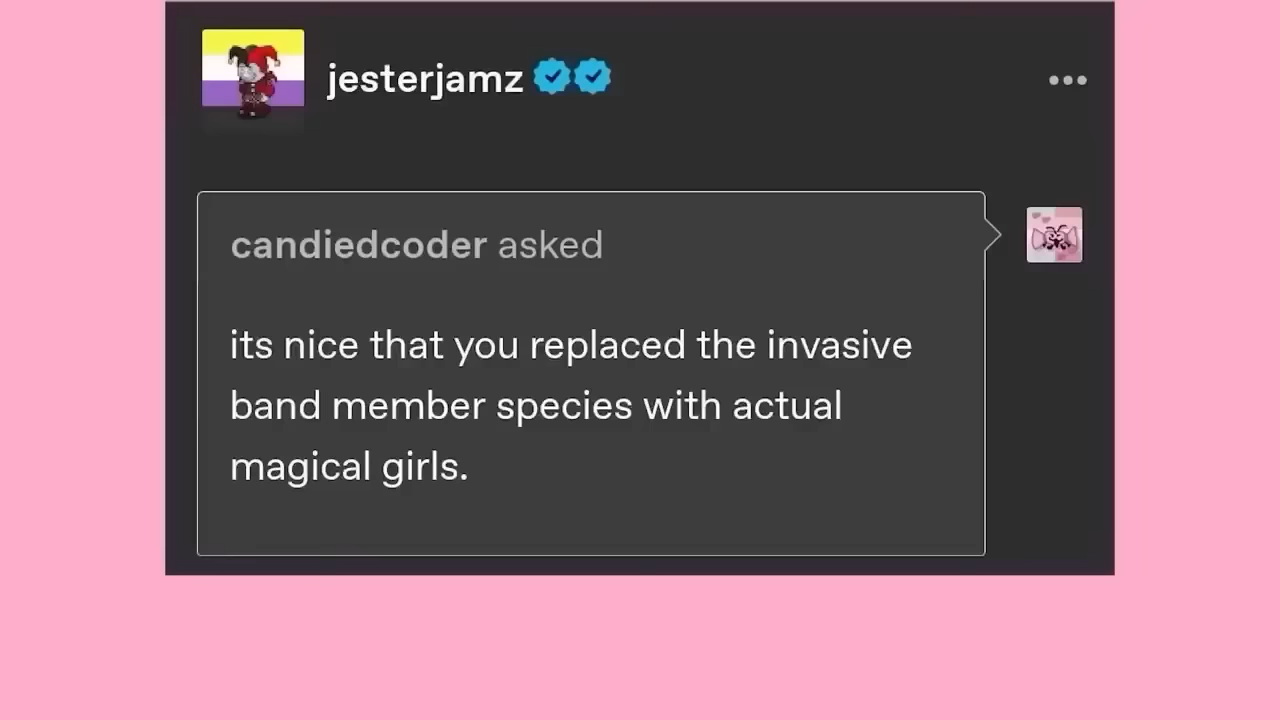 jesterjamz
candiedcoder asked
its nice that you replaced the invasive
band member species with actual
magical girls.